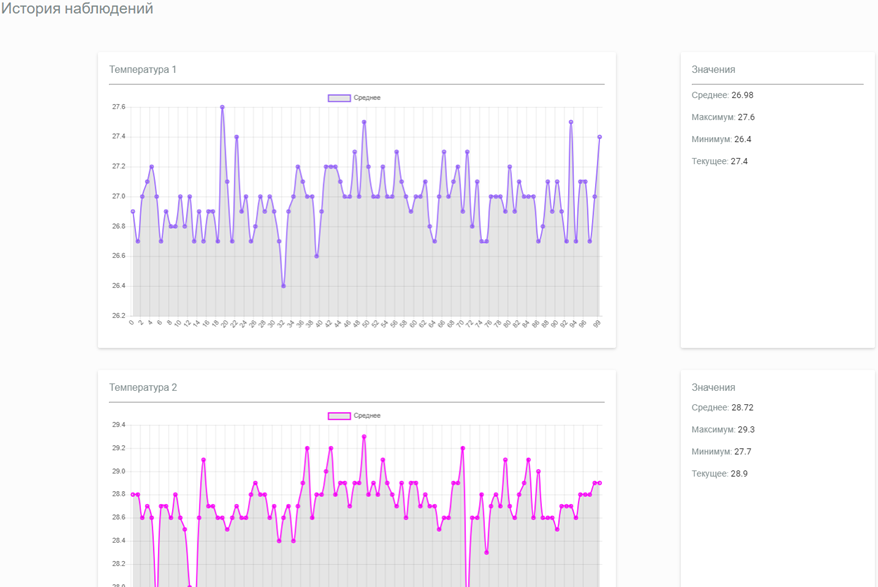 История наблюдений
Температура 1
Среднее
27.6
27.4
27.2
27.0
26.8
26.6
26.4
26.2
0 2 4 6 8 10 12 14 16 18 20 22 24 26 28 30 32 34 36 38 40 42 44 46 48 50 52 54 56 58 60 62 64 66 68 70 72 74 76 78 80 82 84 86 88 90 92 94 96 99
Значения
Среднее: 26.98
Максимум: 27.6
Минимум: 26.4
Текущее: 27.4
Температура 2
Среднее
29.4
29.2
29.0
28.8
28.6
28.4
28.2
28.0
Значения
Среднее: 28.72
Максимум: 29.3
Минимум: 27.7
Текущее: 28.9